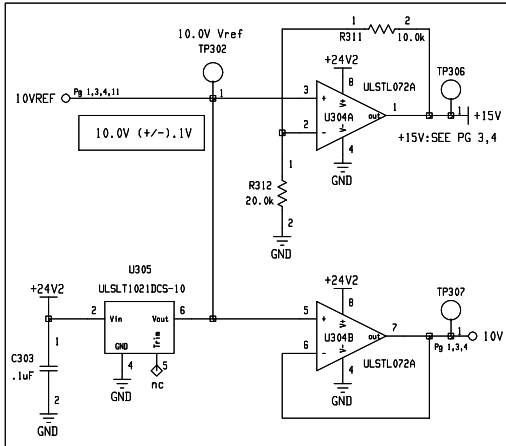 10.0V Vref
TP302
1
10VREF
Pg 1,3,4,11
10.0V (+/-).1V
1
R311
2
10.0k
+24V2
8
ULSTL072A
3
+
V+
U304A
out
1
2
-
V-
4
GND
TP306
1
+15V
+15V:SEE PG 3,4
1
R312
20.0k
2
GND
U305
ULSLT1021DCS-10
+24V2
2
Vin
Vout
6
GND
Trim
4
5
GND
nc
1
C303
.1uF
2
GND
+24V2
8
5
+
V+
U304B
out
7
6
-
V-
4
ULSTL072A
GND
TP307
1
10V
Pg 1,3,4